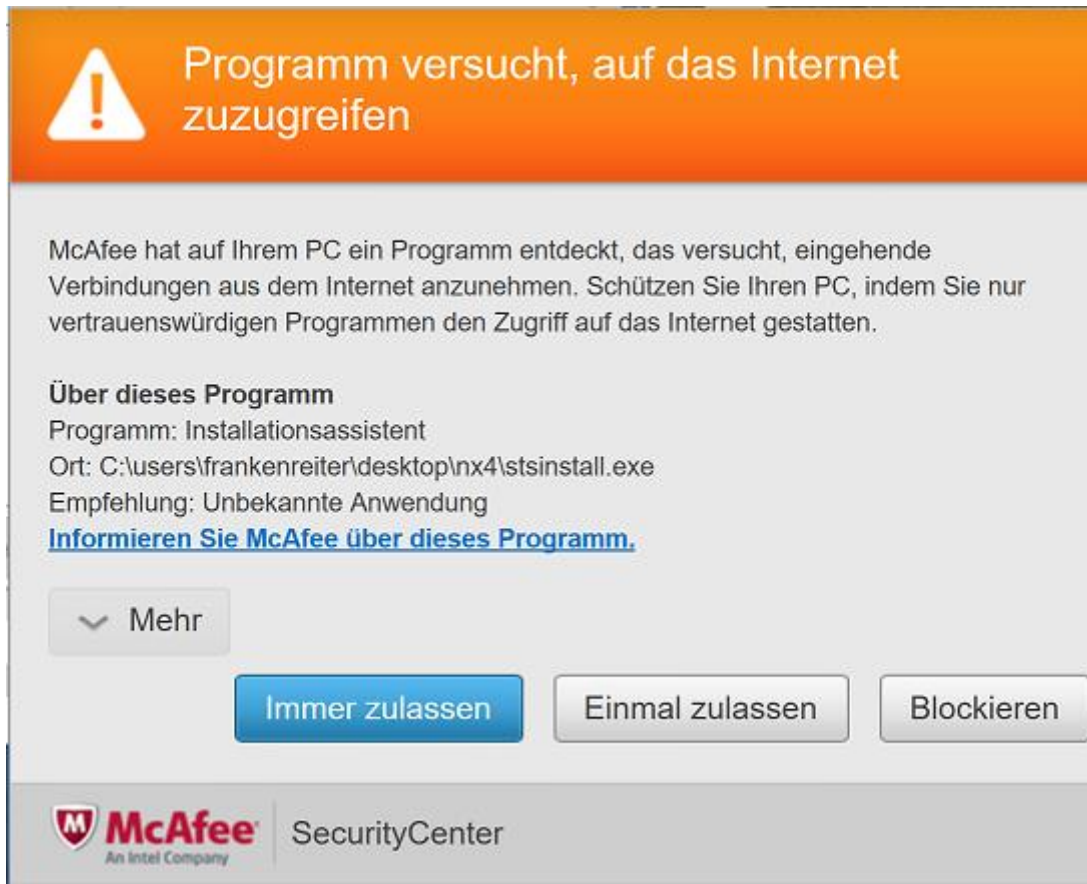 Programm versucht, auf das Internet
zuzugreifen
McAfee hat auf Ihrem PC ein Programm entdeckt, das versucht, eingehende
Verbindungen aus dem Internet anzunehmen. Schützen Sie Ihren PC, indem Sie nur
vertrauenswürdigen Programmen den Zugriff auf das Internet gestatten.
Über dieses Programm
Programm: Installationsassistent
Ort: C:\users\frankenreiter\desktop\nx4\stsinstall.exe
Empfehlung: Unbekannte Anwendung
Informieren Sie McAfee über dieses Programm.
Mehr
Immer zulassen Einmal zulassen Blockieren
McAfee SecurityCenter
An Intel Company